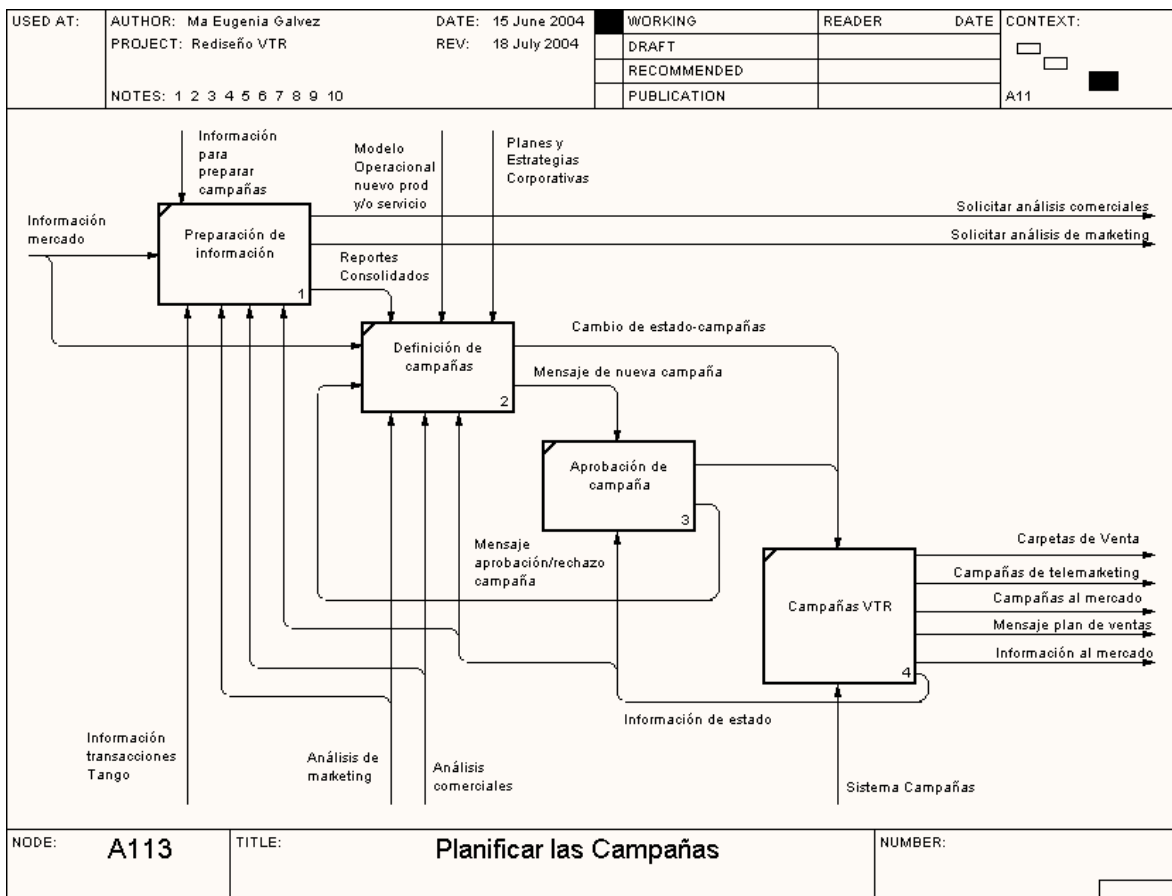 USED AT:
AUTHOR: Ma Eugenia Galvez
DATE: 15 June 2004
WORKING
READER
DATE
CONTEXT:
PROJECT: Rediseño VTR
REV: 18 July 2004
DRAFT
RECOMMENDED
NOTES: 1 2 3 4 5 6 7 8 9 10
PUBLICATION
A11
Información
para
preparar
campañas
Modelo
Operacional
nuevo prod
y/o servicio
Planes y
Estrategias
Corporativas
Información
mercado
Preparación de
información
1
Solicitar análisis comerciales
Solicitar análisis de marketing
Reportes
Consolidados
Definición de
campañas
2
Cambio de estado-campañas
Mensaje de nueva campaña
Aprobación de
campaña
3
Mensaje
aprobación/rechazo
campaña
Campañas VTR
4
Carpetas de Venta
Campañas de telemarketing
Campañas al mercado
Mensaje plan de ventas
Información al mercado
Información de estado
Información
transacciones
Tango
Análisis de
marketing
Análisis
comerciales
Sistema Campañas
NODE:
A113
TITLE:
Planificar las Campañas
NUMBER: